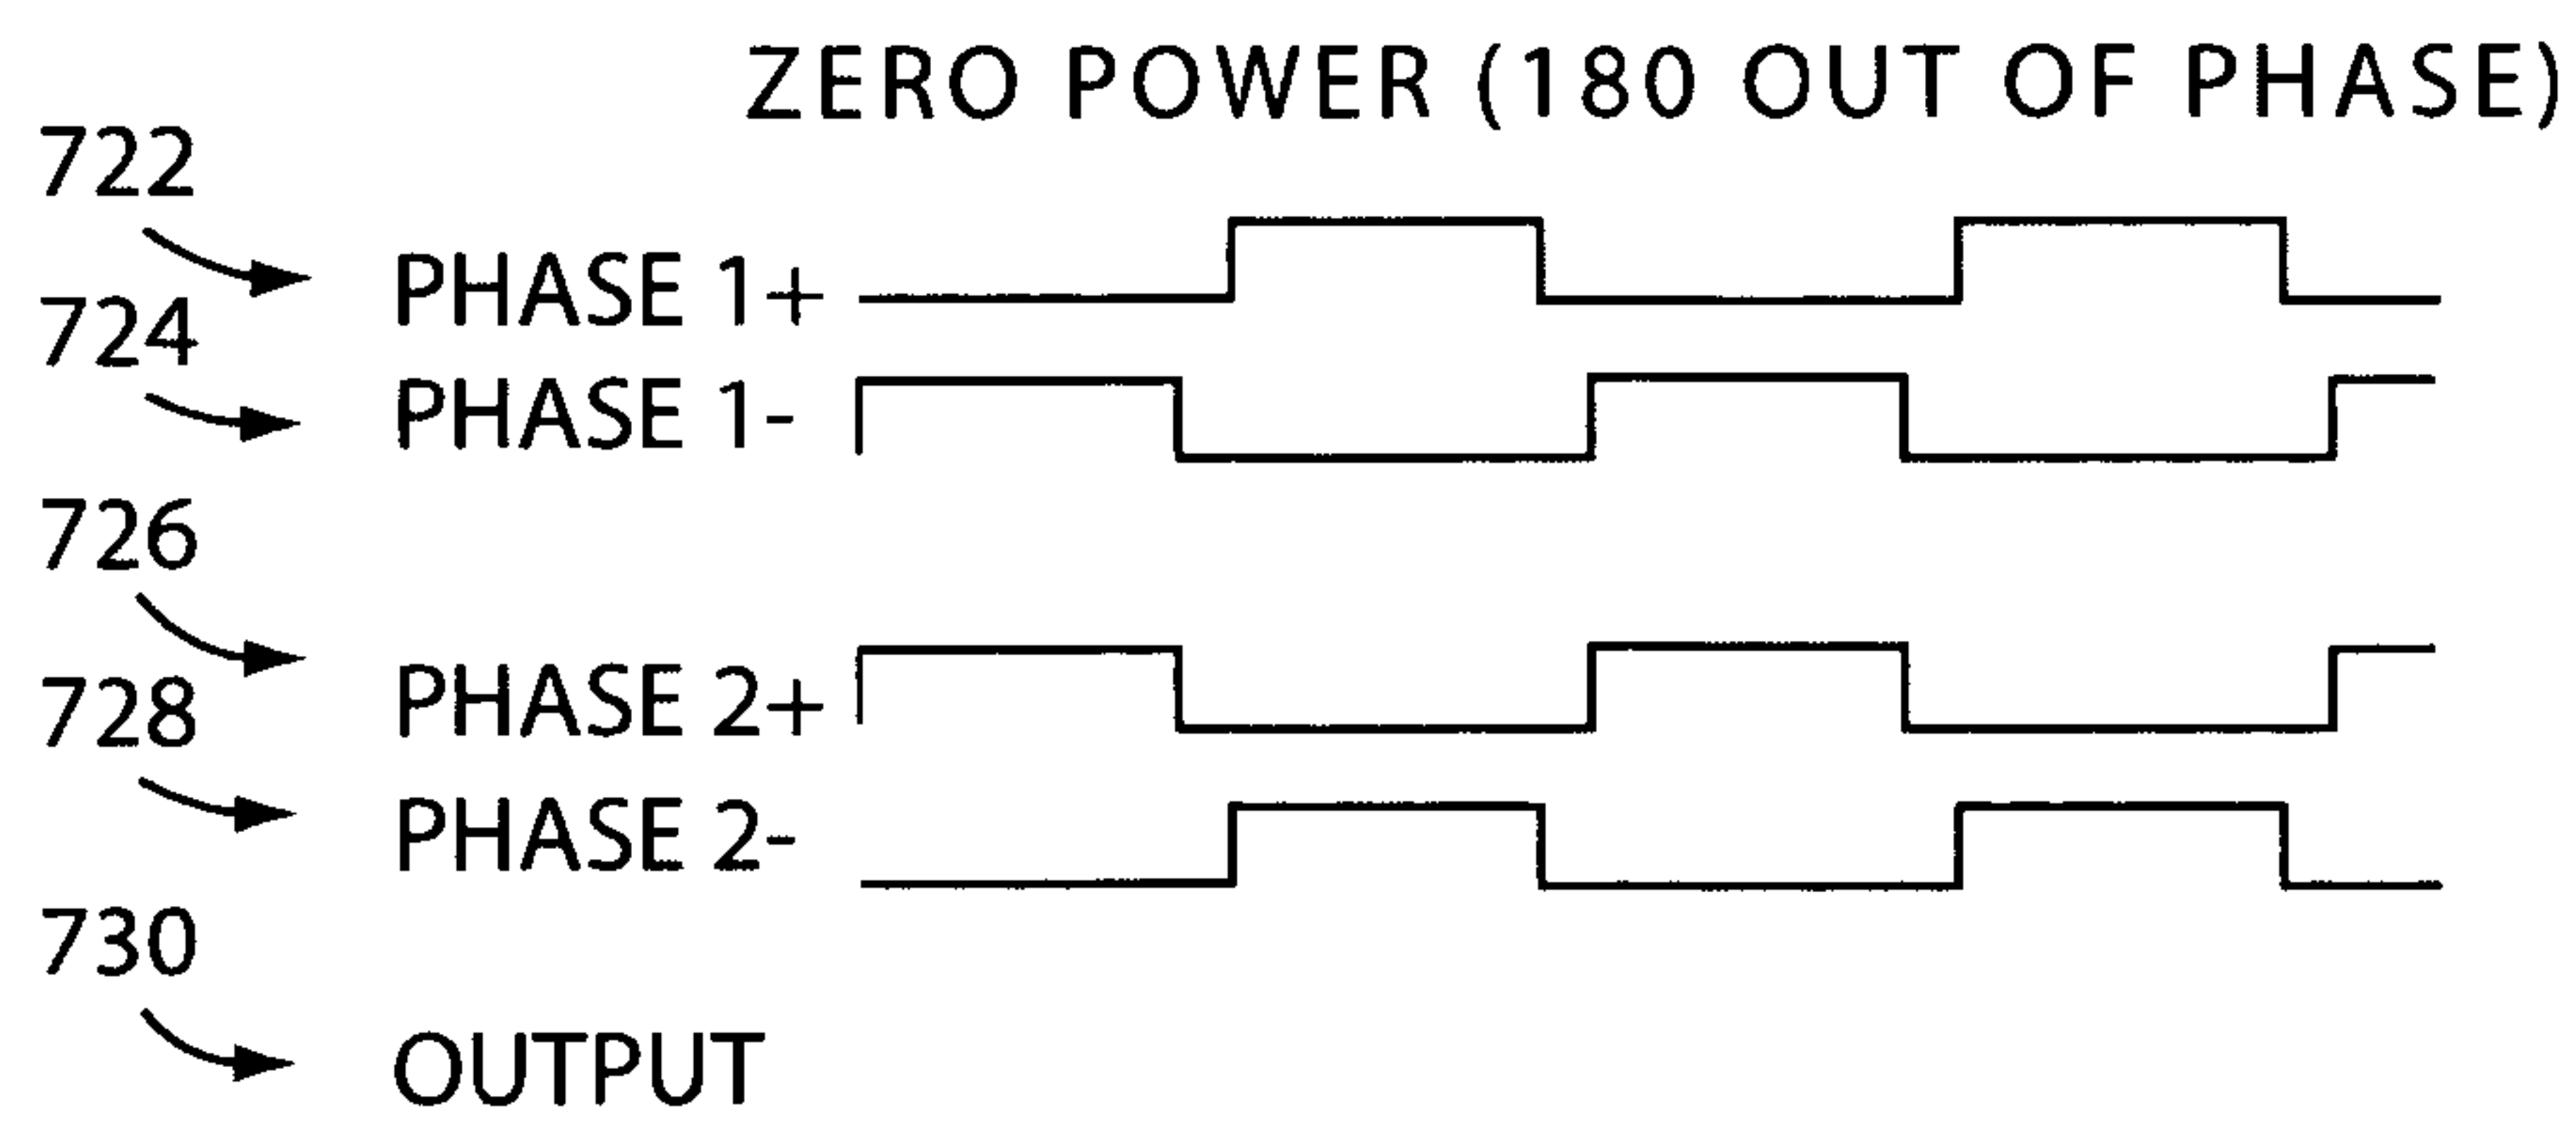 ZERO POWER (180 OUT OF PHASE)
722
PHASE 1+
724
PHASE 1-
726
PHASE 2+
728
PHASE 2-
730
OUTPUT